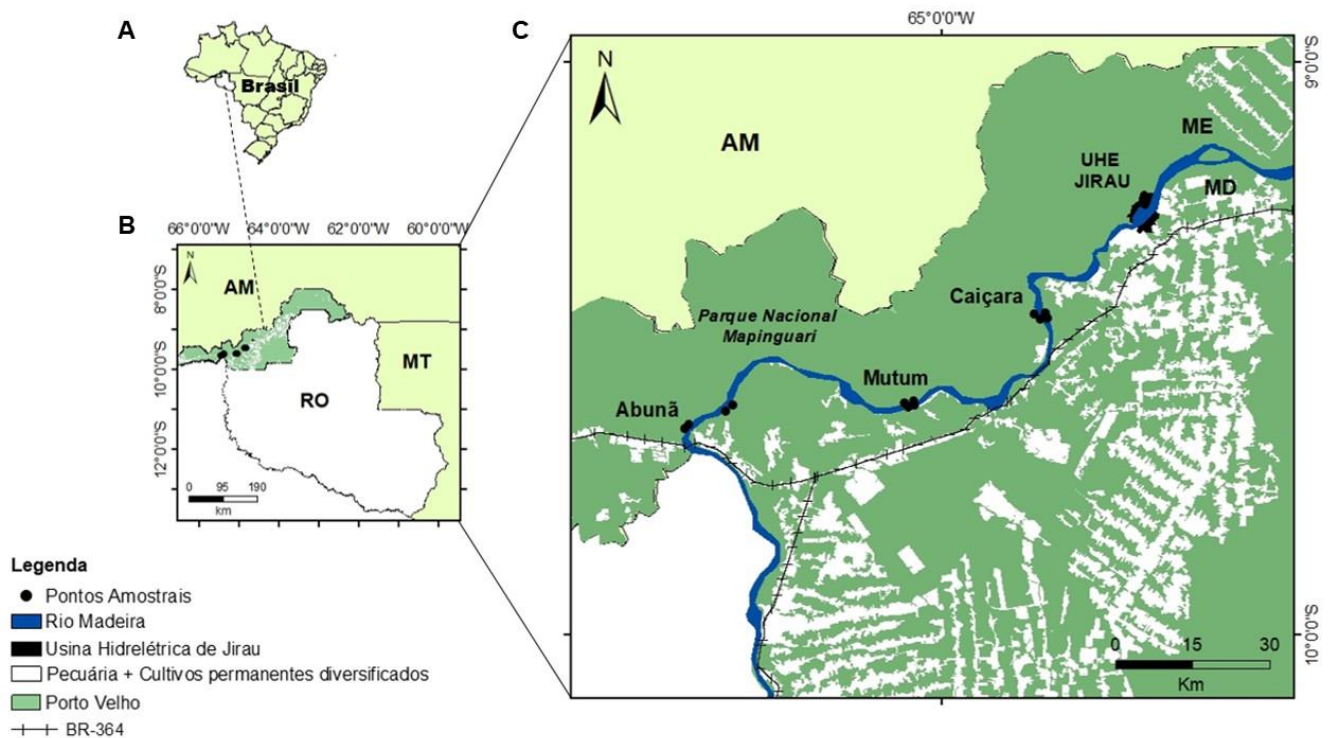 A
Brasil
B
66°0'0"W 64°0'0"W 62°0'0"W 60°0'0"W
N
AM
MT
RO
8°0'0"S
10°0'0"S
12°0'0"S
0 95 190
km
C
65°0'0"W
N
AM
ME
UHE
JIRAU
MD
Caiçara
Parque Nacional
Mapinguari
Mutum
Abunã
9°0'0"S
10°0'0"S
0 15 30
Km
Legenda
Pontos Amostrais
Rio Madeira
Usina Hidrelétrica de Jirau
Pecuária + Cultivos permanentes diversificados
Porto Velho
BR-364